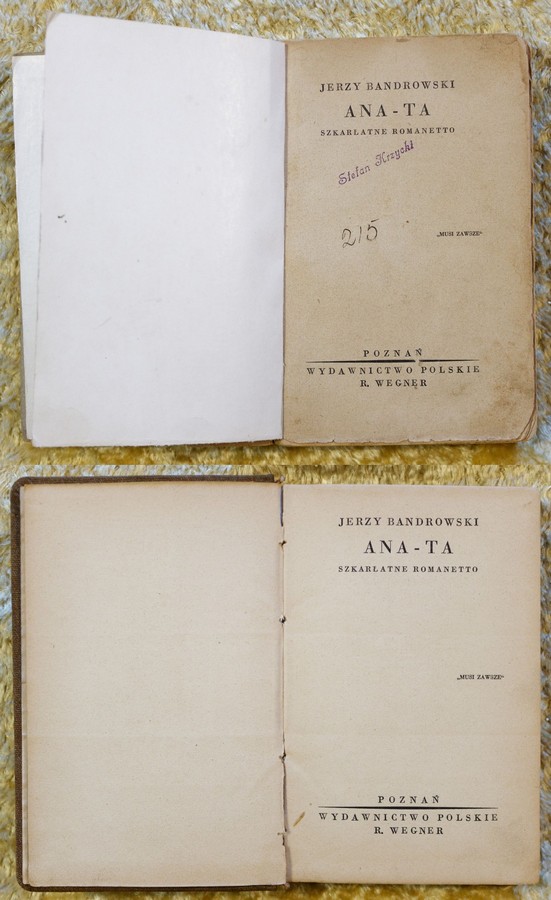 JERZY BANDROWSKI
ANA-TA
SZKARŁATNE ROMANETTO
Stefan Krzycki
215
„MUSI ZAWSZE“
POZNAŃ
WYDAWNICTWO POLSKIE
R. WEGNER
JERZY BANDROWSKI
ANA-TA
SZKARŁATNE ROMANETTO
„MUSI ZAWSZE“
POZNAŃ
WYDAWNICTWO POLSKIE
R. WEGNER